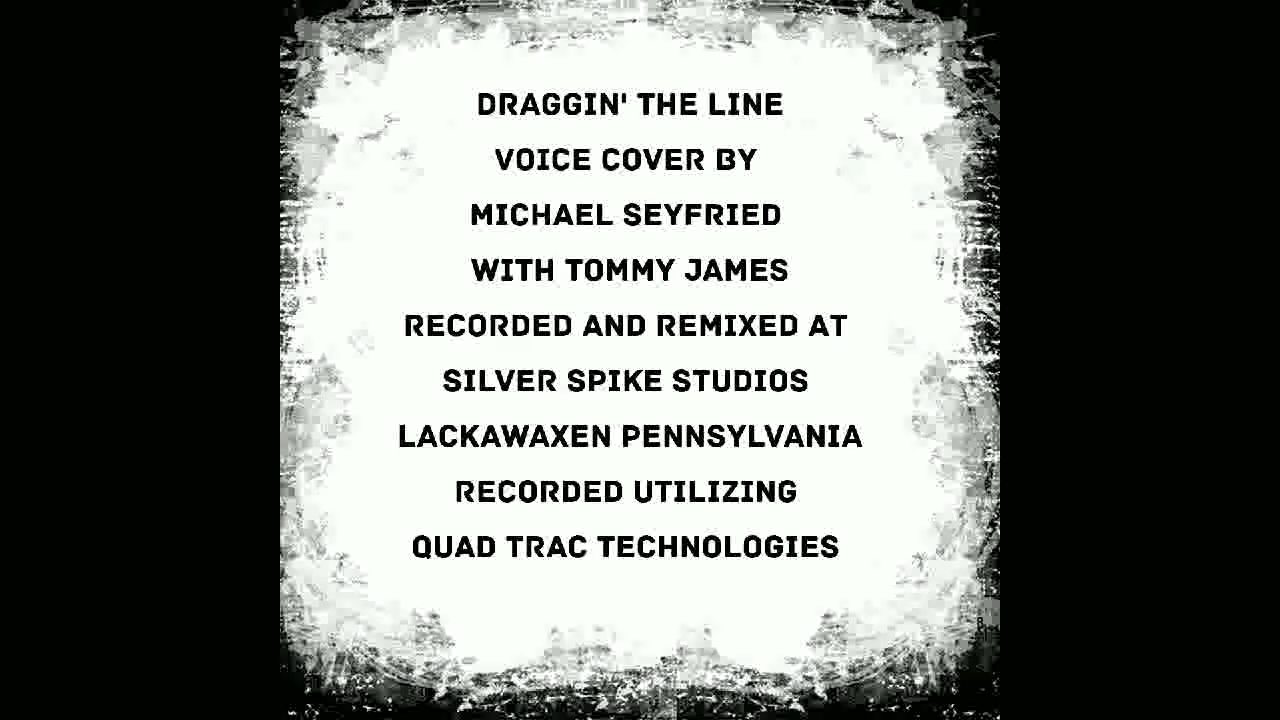 DRAGGIN' THE LINE
VOICE COVER BY
MICHAEL SEYFRIED
WITH TOMMY JAMES
RECORDED AND REMIXED AT
SILVER SPIKE STUDIOS
LACKAWAXEN PENNSYLVANIA
RECORDED UTILIZING
QUAD TRAC TECHNOLOGIES